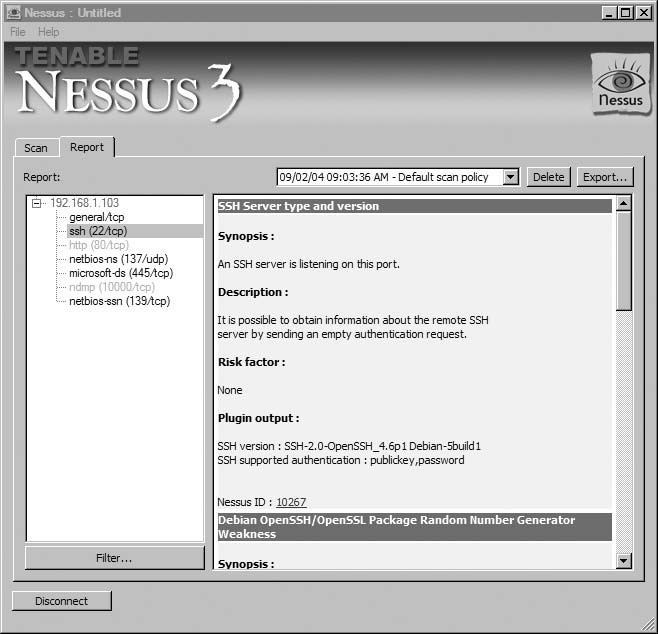 Nessus : Untitled
File Help
TENABLE
NESSUS 3
Nessus
Scan Report
Report: 09/02/04 09:03:36 AM - Default scan policy Delete Export...
192.168.1.103
general/tcp
ssh (22/tcp)
http (80/tcp)
netbios-ns (137/udp)
microsoft-ds (445/tcp)
ndmp (10000/tcp)
netbios-ssn (139/tcp)
Filter...
SSH Server type and version
Synopsis :
An SSH server is listening on this port.
Description :
It is possible to obtain information about the remote SSH
server by sending an empty authentication request.
Risk factor :
None
Plugin output :
SSH version : SSH-2.0-OpenSSH_4.6p1 Debian-5build1
SSH supported authentication : publickey,password
Nessus ID : 10267
Debian OpenSSH/OpenSSL Package Random Number Generator
Weakness
Synopsis :
Disconnect